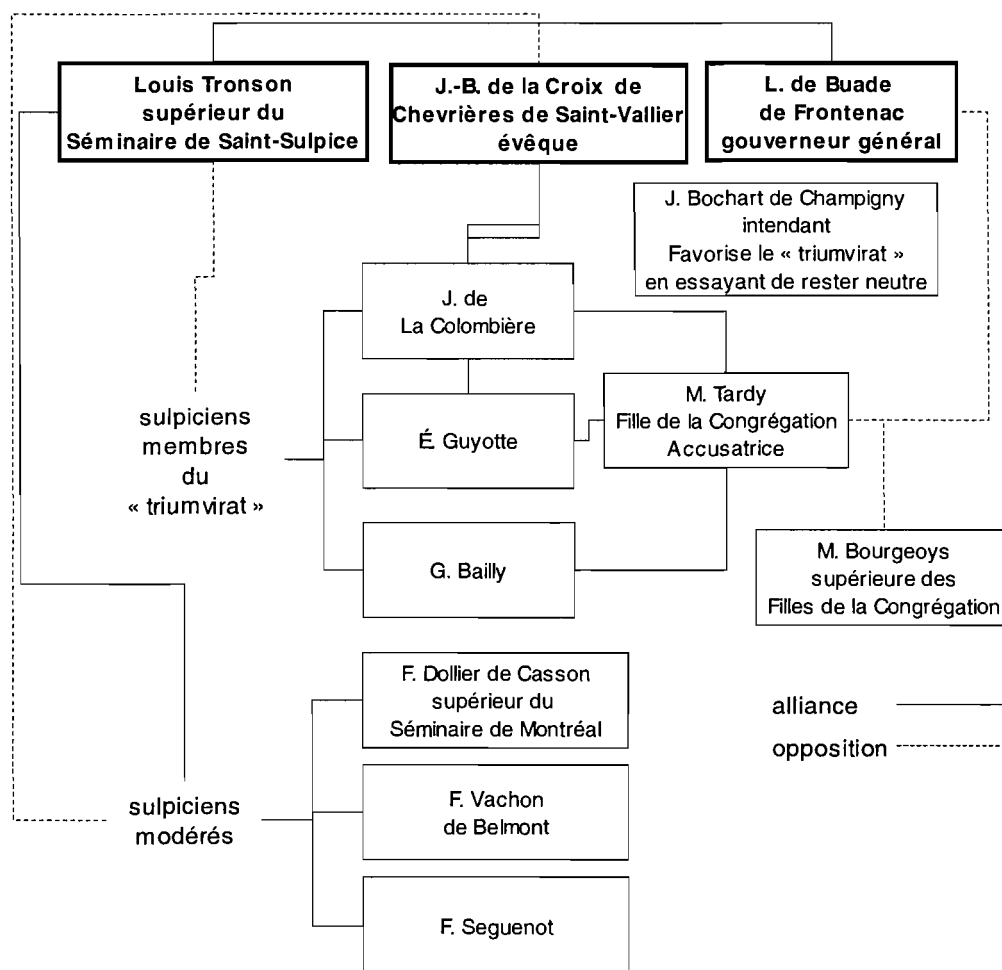 Louis Tronson
supérieur du
Séminaire de Saint-Sulpice
J.-B. de la Croix de
Chevrières de Saint-Vallier
évêque
L. de Buade
de Frontenac
gouverneur général
J. Bochart de Champigny
intendant
Favorise le « triumvirat »
en essayant de rester neutre
J. de
La Colombière
sulpiciens
membres
du
« triumvirat »
É. Guyotte
M. Tardy
Fille de la Congrégation
Accusatrice
G. Bailly
M. Bourgeoys
supérieure des
Filles de la Congrégation
F. Dollier de Casson
supérieur du
Séminaire de Montréal
alliance
opposition
sulpiciens
modérés
F. Vachon
de Belmont
F. Seguenot